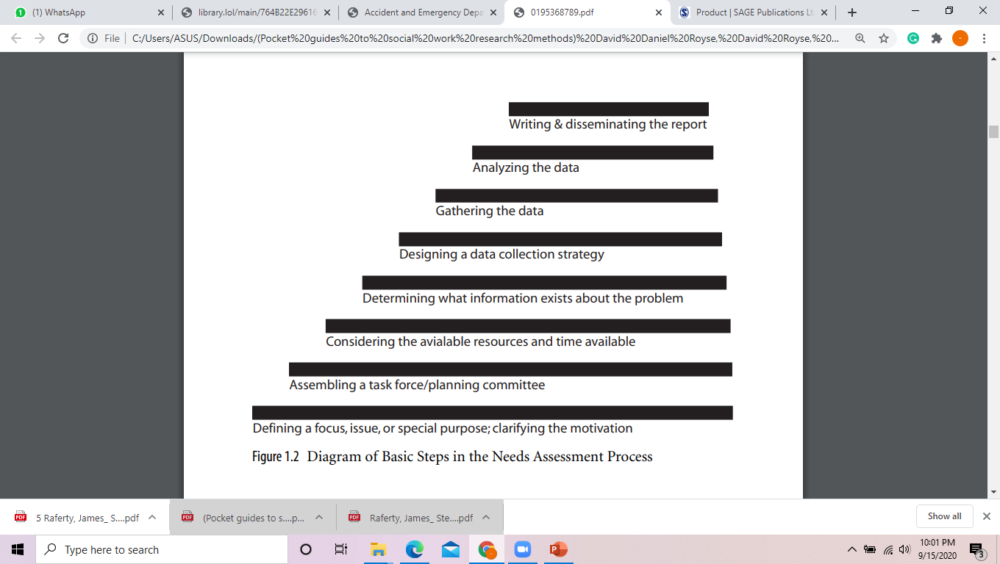 (1) WhatsApp
library.lol/main/764B22E29616
Accident and Emergency Depa
0195368789.pdf
Product | SAGE Publications Lt
File
C:/Users/ASUS/Downloads/(Pocket%20guides%20to%20social%20work%20research%20methods)%20David%20Daniel%20Royse,%20David%20Royse,%20...
Writing & disseminating the report
Analyzing the data
Gathering the data
Designing a data collection strategy
Determining what information exists about the problem
Considering the avialable resources and time available
Assembling a task force/planning committee
Defining a focus, issue, or special purpose; clarifying the motivation
Figure 1.2 Diagram of Basic Steps in the Needs Assessment Process
PDF
5 Raferty, James_ S....pdf
PDF
(Pocket guides to s....p...
PDF
Raferty, James_ Ste....pdf
Show all
Type here to search
10:01 PM
9/15/2020
3